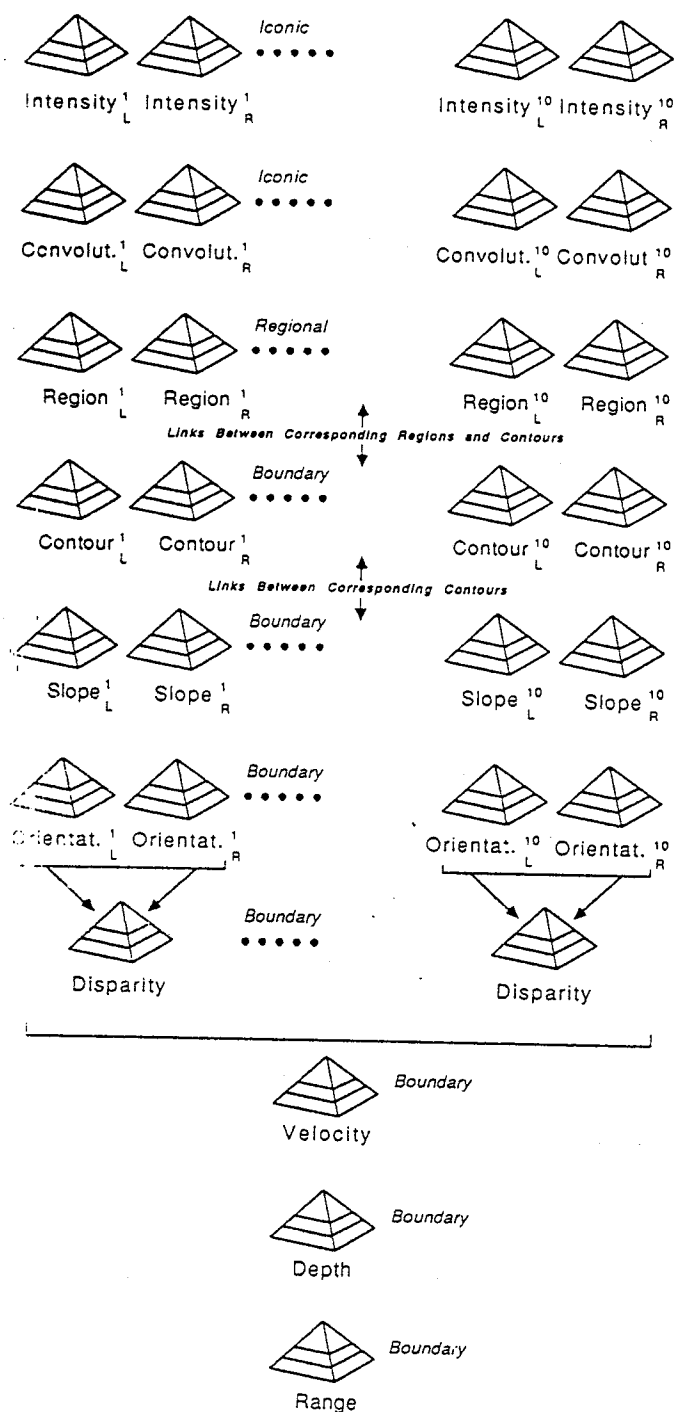 Iconic
Intensity 1 L Intensity 1 R Intensity 10 L Intensity 10 R
Iconic
Convolut. 1 L Convolut. 1 R Convolut. 10 L Convolut 10 R
Regional
Region 1 L Region 1 R Region 10 L Region 10 R
Links Between Corresponding Regions and Contours
Boundary
Contour 1 L Contour 1 R Contour 10 L Contour 10 R
Links Between Corresponding Contours
Boundary
Slope 1 L Slope 1 R Slope 10 L Slope 10 R
Boundary
Orientat. 1 L Orientat. 1 R Orientat. 10 L Orientat. 10 R
Boundary
Disparity Disparity
Boundary
Velocity
Boundary
Depth
Boundary
Range